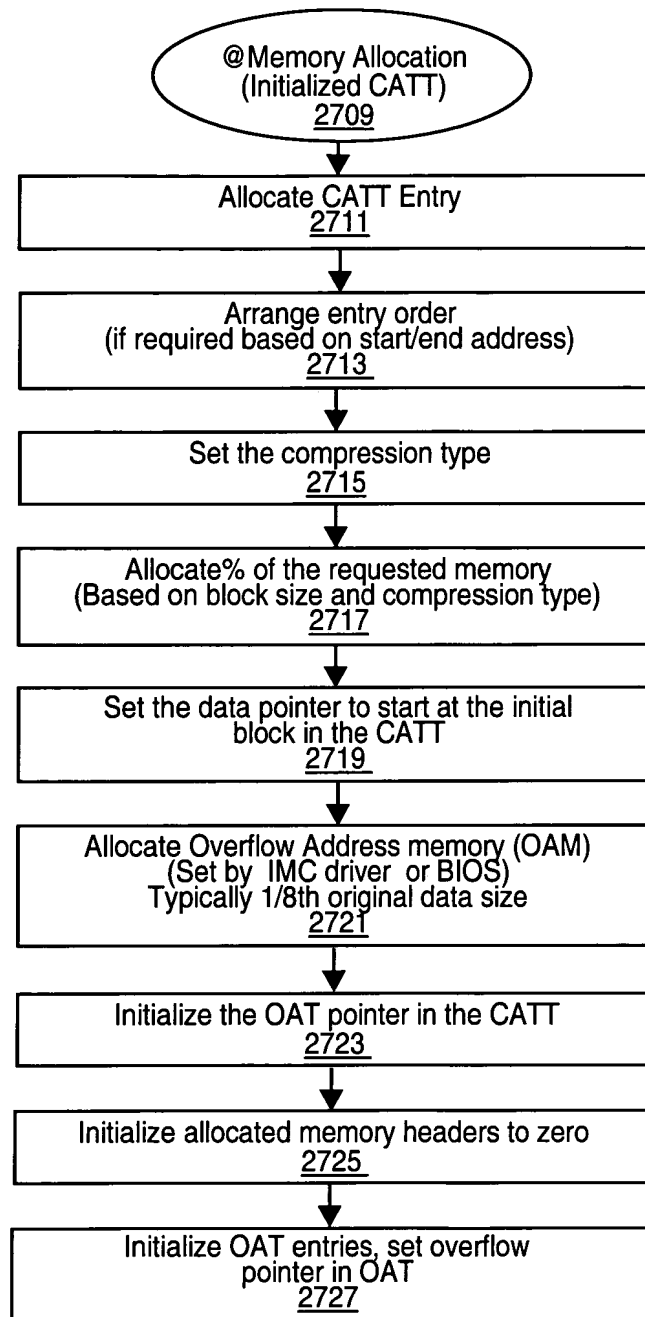 @Memory Allocation
(Initialized CATT)
2709
Allocate CATT Entry
2711
Arrange entry order
(if required based on start/end address)
2713
Set the compression type
2715
Allocate% of the requested memory
(Based on block size and compression type)
2717
Set the data pointer to start at the initial
block in the CATT
2719
Allocate Overflow Address memory (OAM)
(Set by IMC driver or BIOS)
Typically 1/8th original data size
2721
Initialize the OAT pointer in the CATT
2723
Initialize allocated memory headers to zero
2725
Initialize OAT entries, set overflow
pointer in OAT
2727